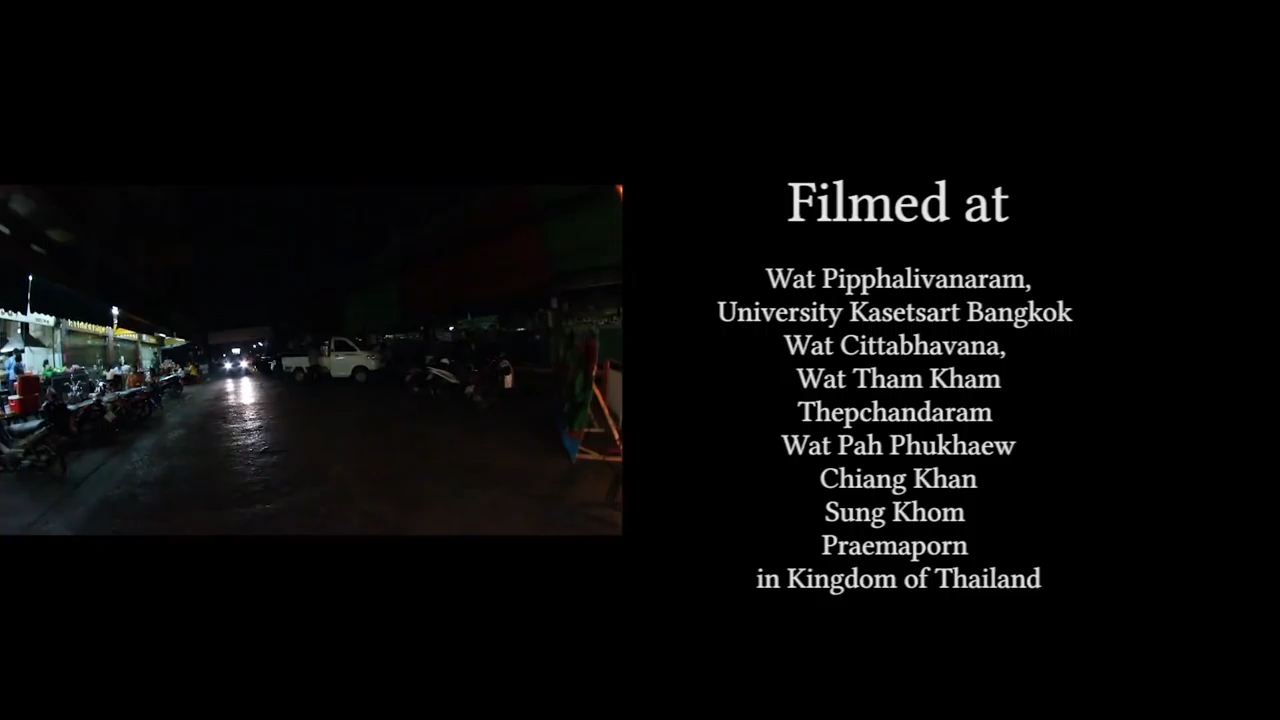 Filmed at
Wat Pipphalivanaram,
University Kasetsart Bangkok
Wat Cittabhavana,
Wat Tham Kham
Thepchandaram
Wat Pah Phukhaew
Chiang Khan
Sung Khom
Praemaporn
in Kingdom of Thailand